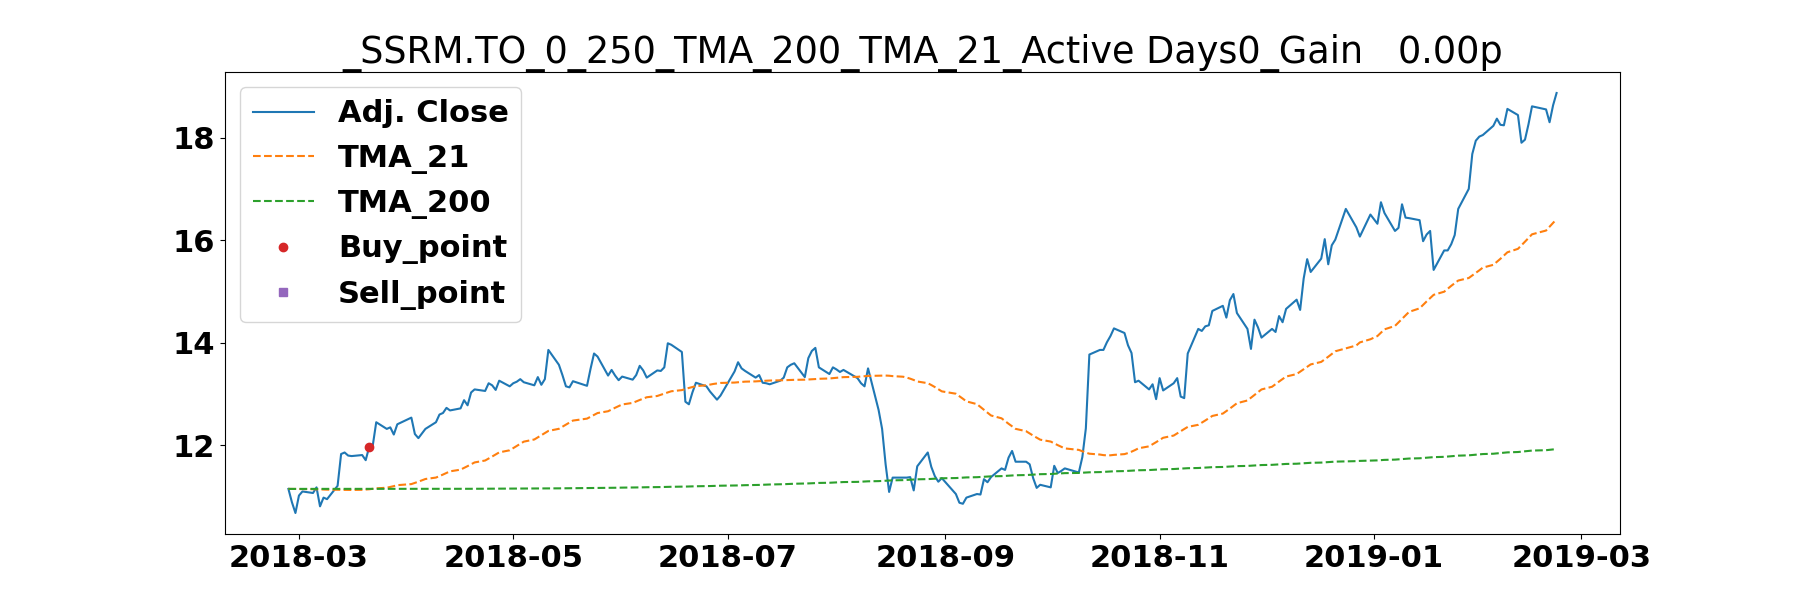 _SSRM.TO_0_250_TMA_200_TMA_21_Active Days0_Gain   0.00p
Adj. Close
TMA_21
TMA_200
Buy_point
Sell_point
18
16
14
12
2018-03
2018-05
2018-07
2018-09
2018-11
2019-01
2019-03